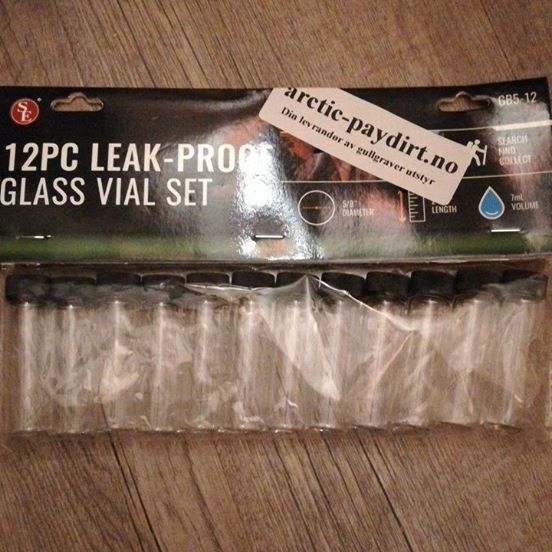 SE
GB5-12
arctic-paydirt.no
Din levrandør av gullgraver utstyr
12PC LEAK-PROOF
GLASS VIAL SET
SEARCH
FIND
COLLECT
5/8"
DIAMETER
LENGTH
7mL
VOLUME